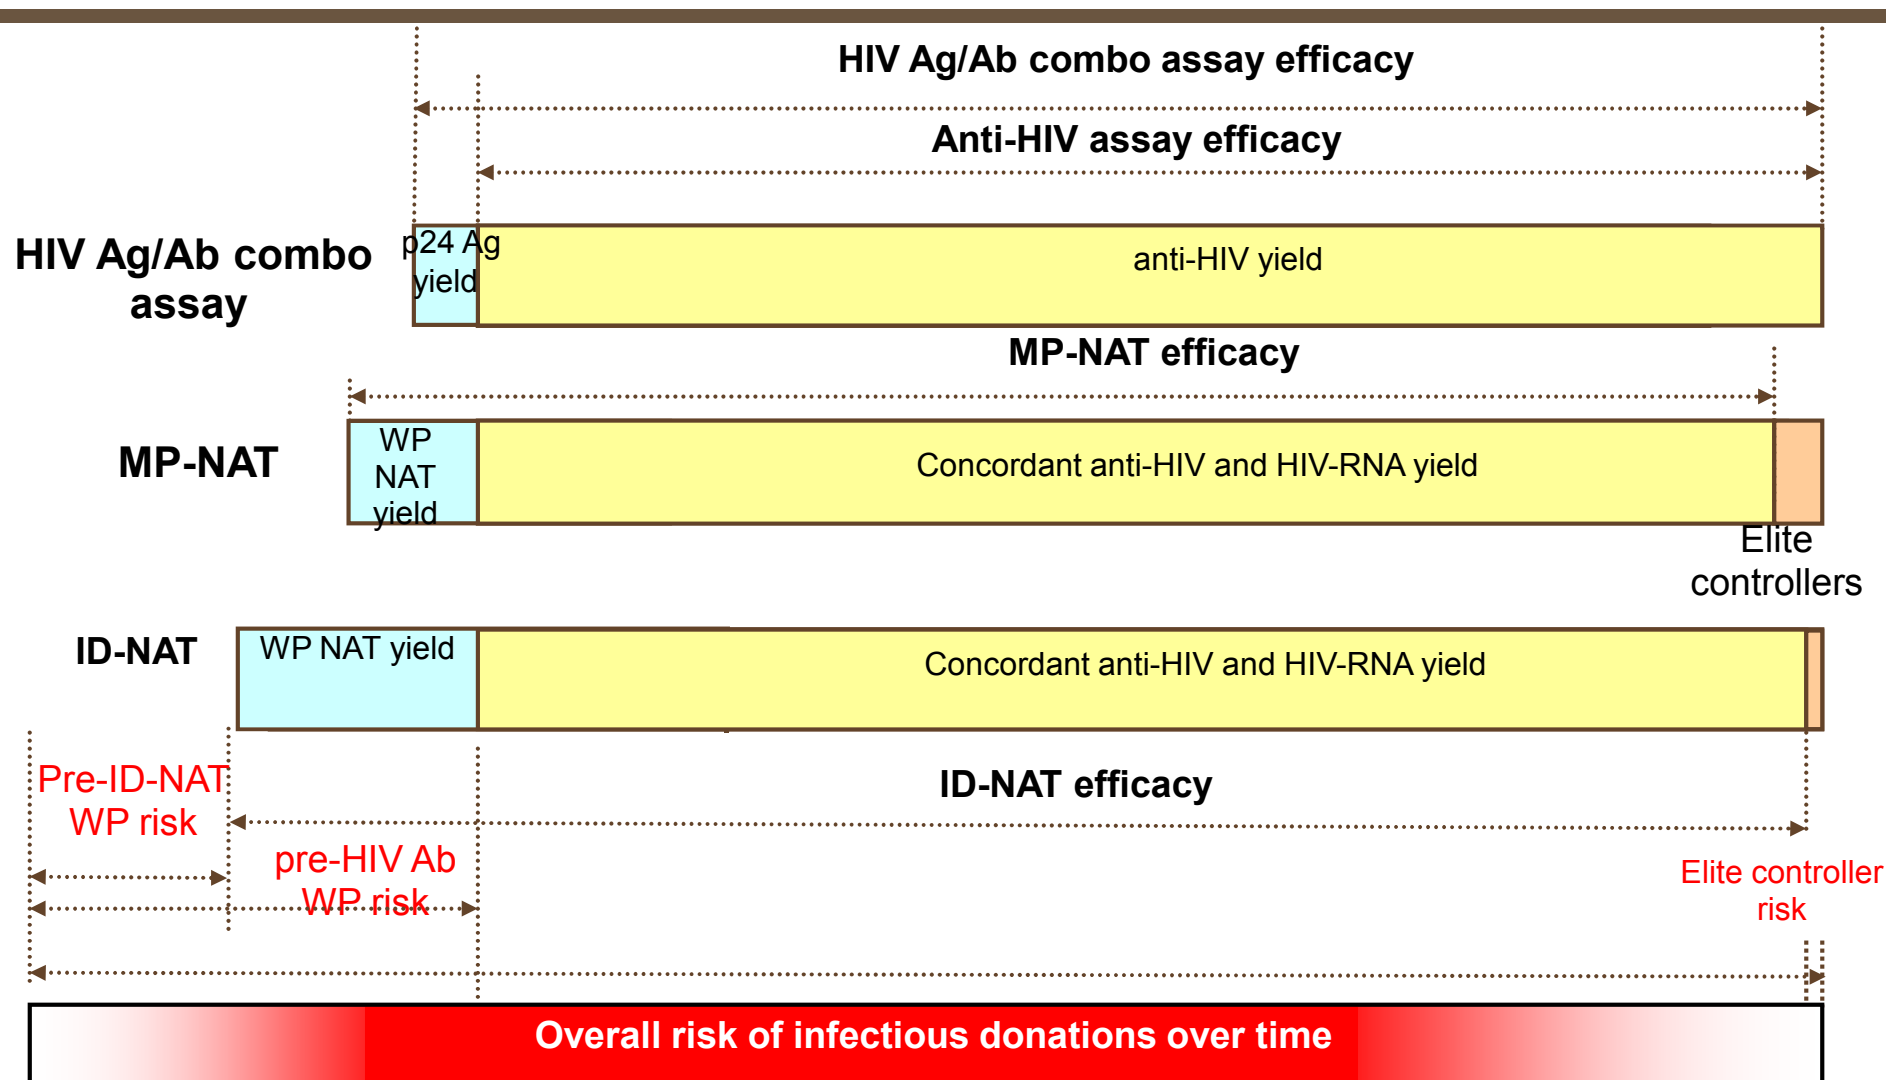 HIV Ag/Ab combo assay efficacy
Anti-HIV assay efficacy
HIV Ag/Ab combo
assay
p24 Ag
yield
anti-HIV yield
MP-NAT efficacy
MP-NAT
WP
NAT
yield
Concordant anti-HIV and HIV-RNA yield
Elite
controllers
ID-NAT
WP NAT yield
Concordant anti-HIV and HIV-RNA yield
Pre-ID-NAT
WP risk
ID-NAT efficacy
pre-HIV Ab
WP risk
Elite controller
risk
Overall risk of infectious donations over time